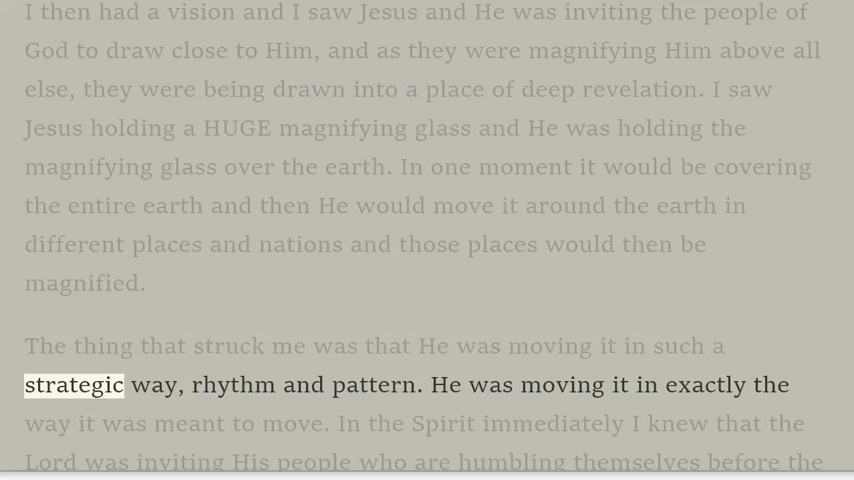 I then had a vision and I saw Jesus and He was inviting the people of
God to draw close to Him, and as they were magnifying Him above all
else, they were being drawn into a place of deep revelation. I saw
Jesus holding a HUGE magnifying glass and He was holding the
magnifying glass over the earth. In one moment it would be covering
the entire earth and then He would move it around the earth in
different places and nations and those places would then be
magnified.
The thing that struck me was that He was moving it in such a
strategic way, rhythm and pattern. He was moving it in exactly the
way it was meant to move. In the Spirit immediately I knew that the
Lord was inviting His people who are humbling themselves before the